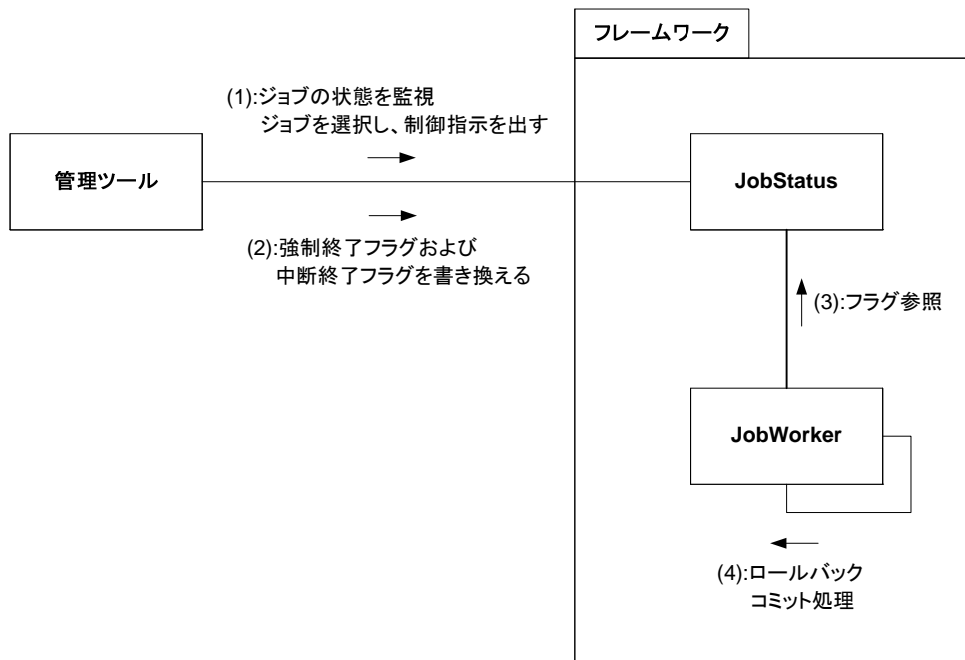 フレームワーク
(1):ジョブの状態を監視
ジョブを選択し、制御指示を出す
管理ツール
JobStatus
(2):強制終了フラグおよび
中断終了フラグを書き換える
(3):フラグ参照
JobWorker
(4):ロールバック
コミット処理